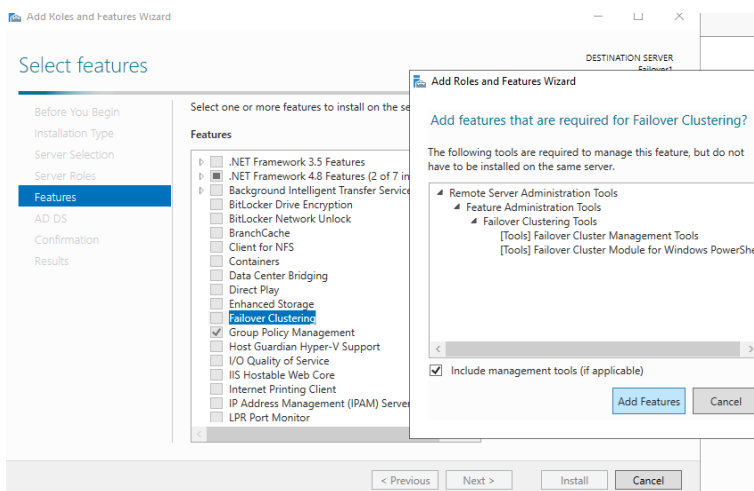 Add Roles and Features Wizard
Select features
DESTINATION SERVER
Failover1
Before You Begin
Installation Type
Server Selection
Server Roles
Features
AD DS
Confirmation
Results
Select one or more features to install on the se
Features
.NET Framework 3.5 Features
.NET Framework 4.8 Features (2 of 7 in
Background Intelligent Transfer Service
BitLocker Drive Encryption
BitLocker Network Unlock
BranchCache
Client for NFS
Containers
Data Center Bridging
Direct Play
Enhanced Storage
Failover Clustering
Group Policy Management
Host Guardian Hyper-V Support
I/O Quality of Service
IIS Hostable Web Core
Internet Printing Client
IP Address Management (IPAM) Server
LPR Port Monitor
< Previous
Next >
Install
Cancel
Add Roles and Features Wizard
Add features that are required for Failover Clustering?
The following tools are required to manage this feature, but do not
have to be installed on the same server.
Remote Server Administration Tools
Feature Administration Tools
Failover Clustering Tools
[Tools] Failover Cluster Management Tools
[Tools] Failover Cluster Module for Windows PowerShe
Include management tools (if applicable)
Add Features
Cancel